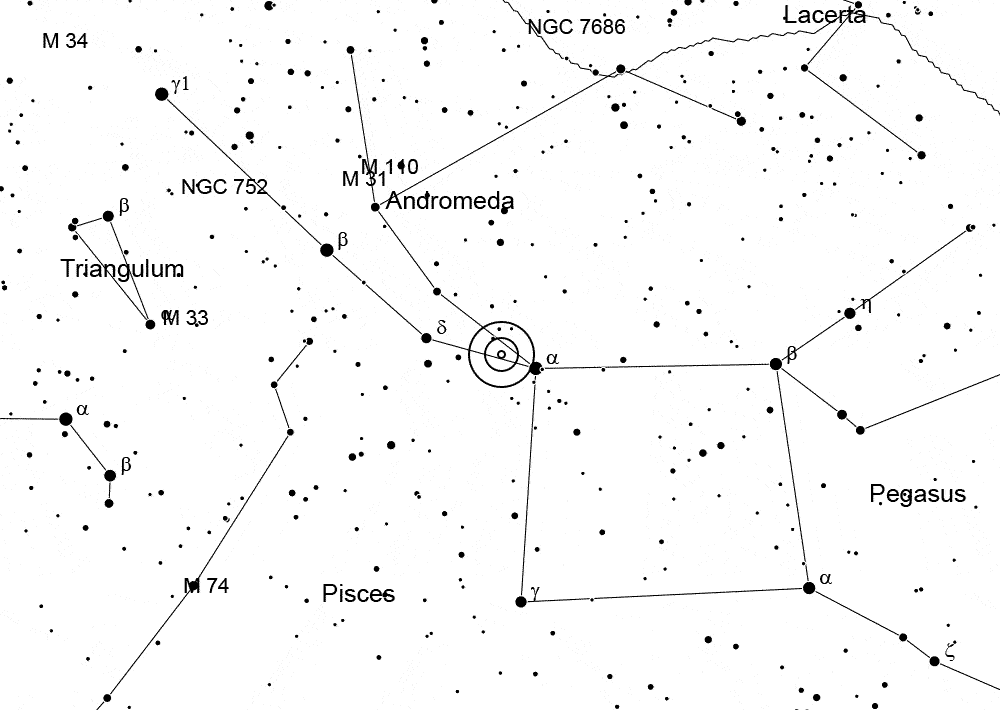 Lacerta
NGC 7686
M 34
γ1
M 110
M 31
NGC 752
Andromeda
β
β
Triangulum
η
α
M 33
δ
α
β
α
β
Pegasus
M 74
Pisces
γ
α
ζ